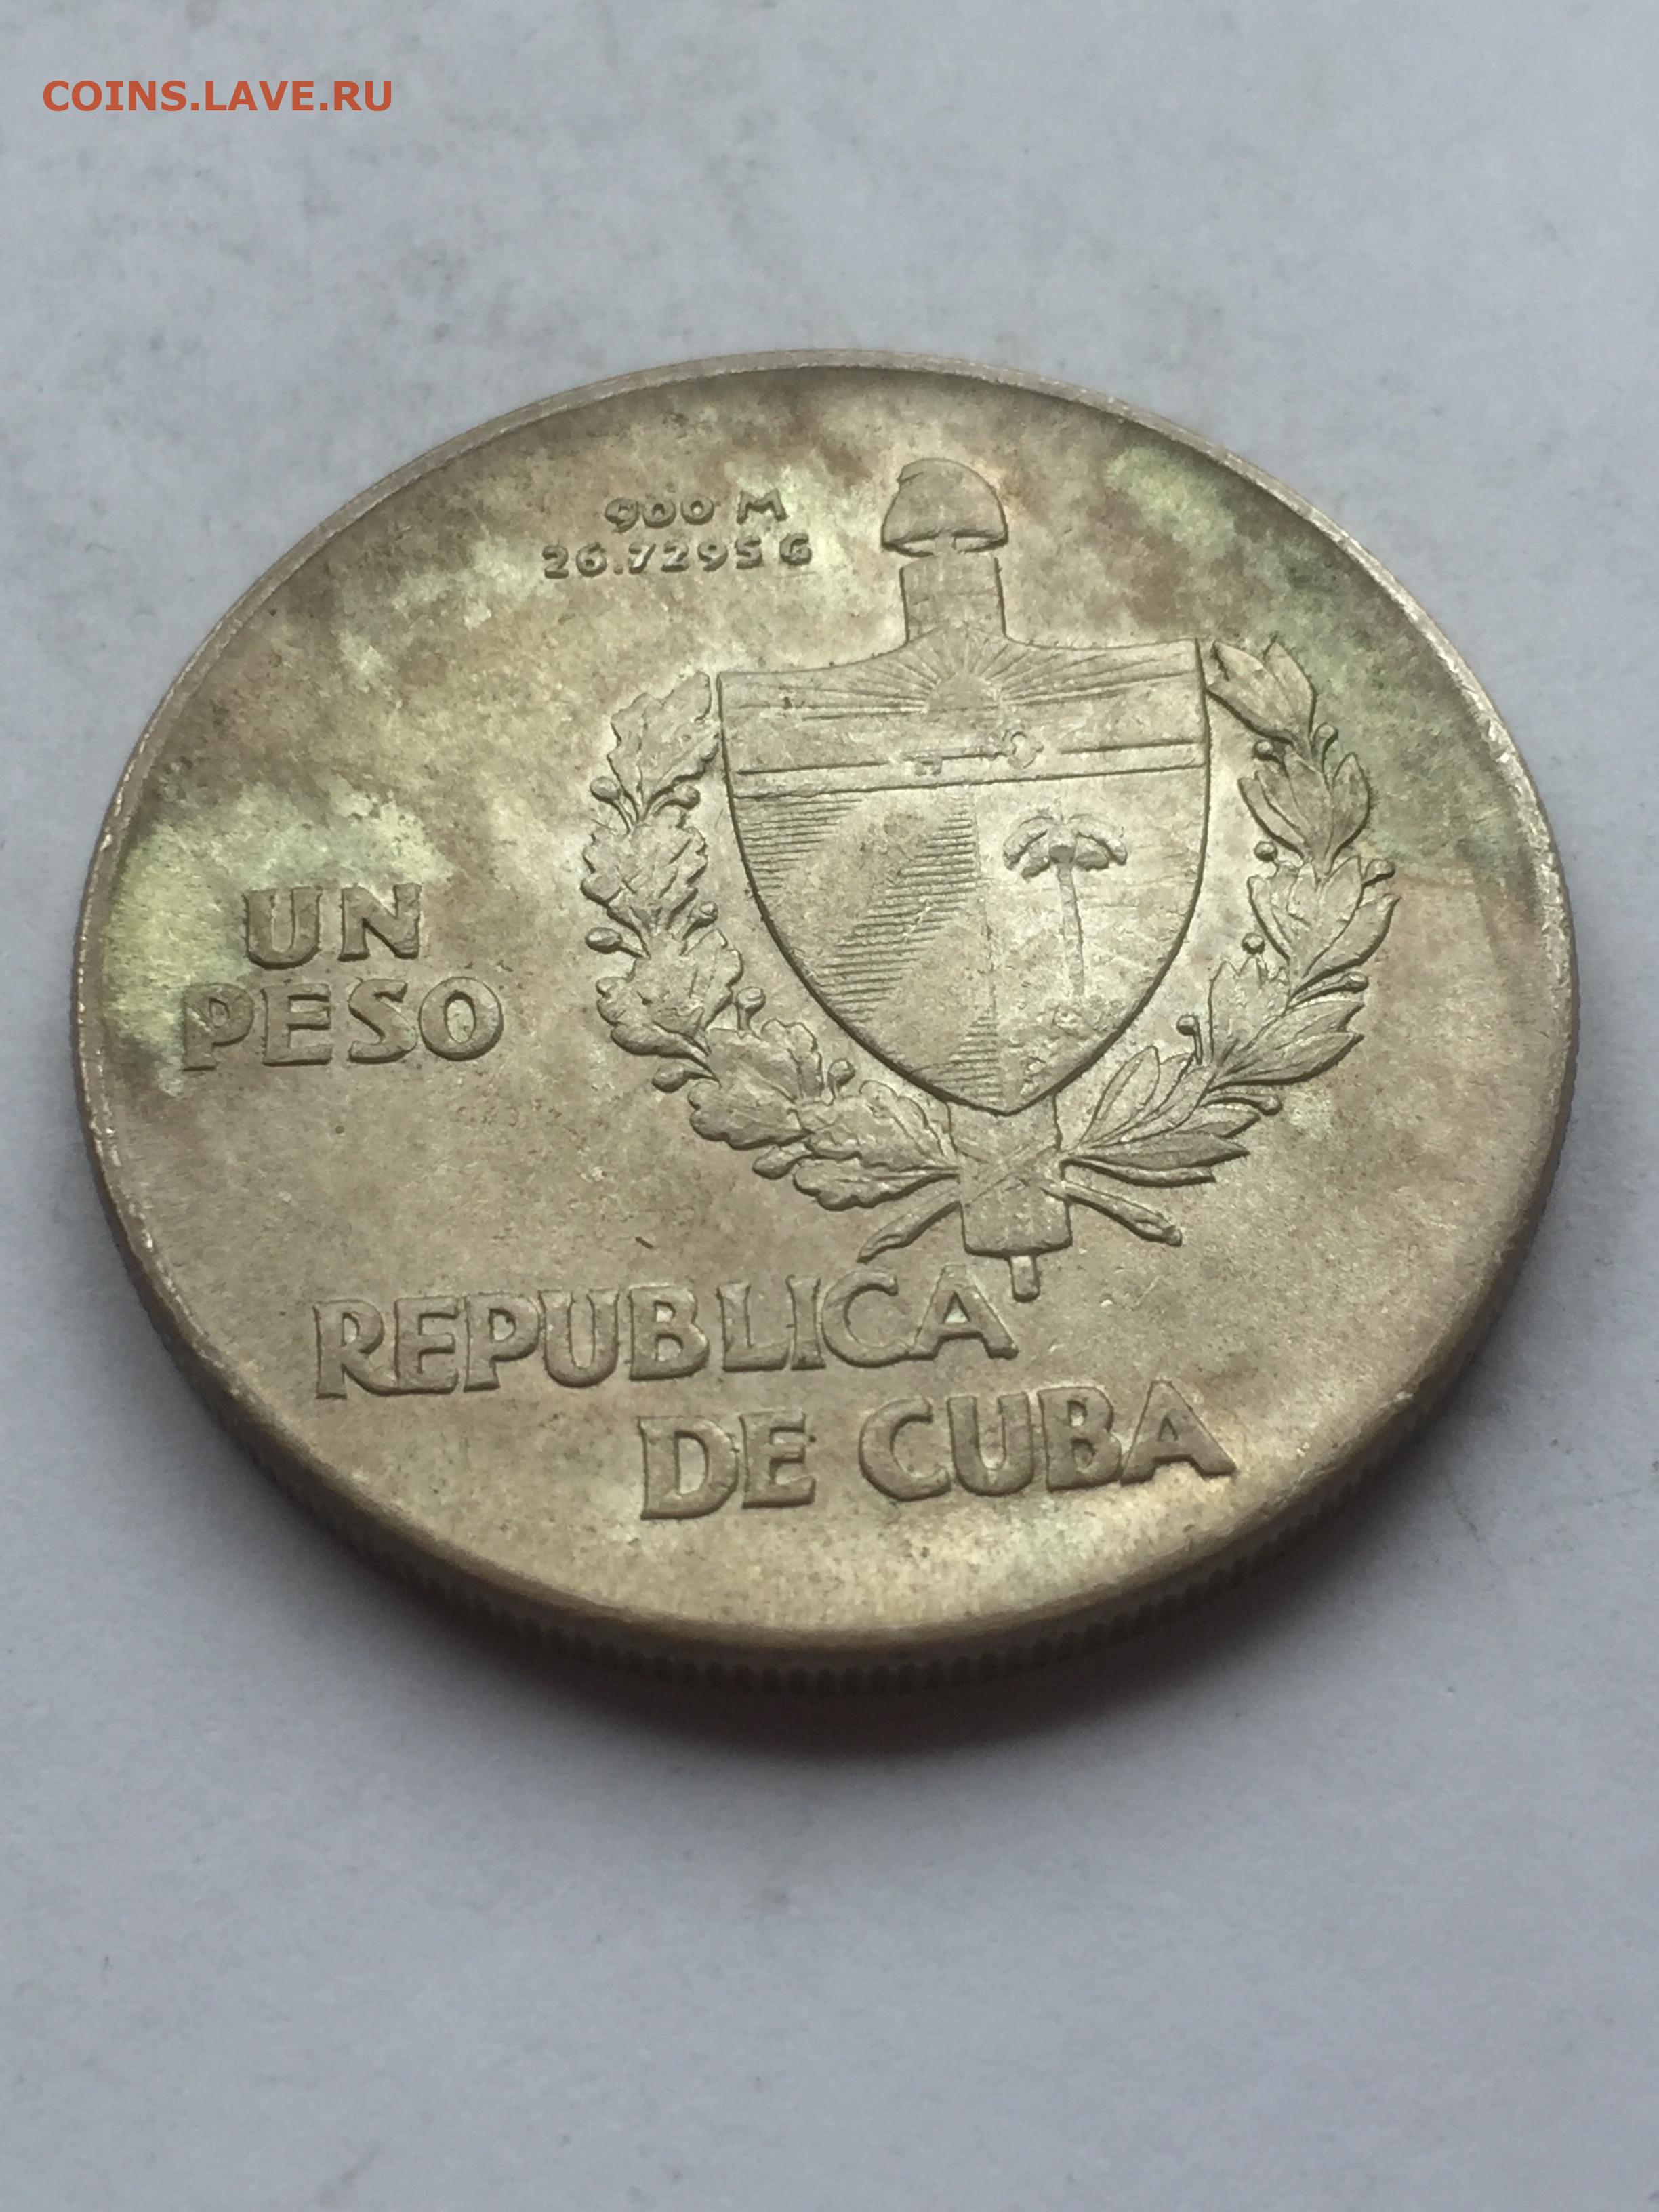 COINS.LAVE.RU
900 M
26.7295 G
UN
PESO
REPUBLICA
DE CUBA